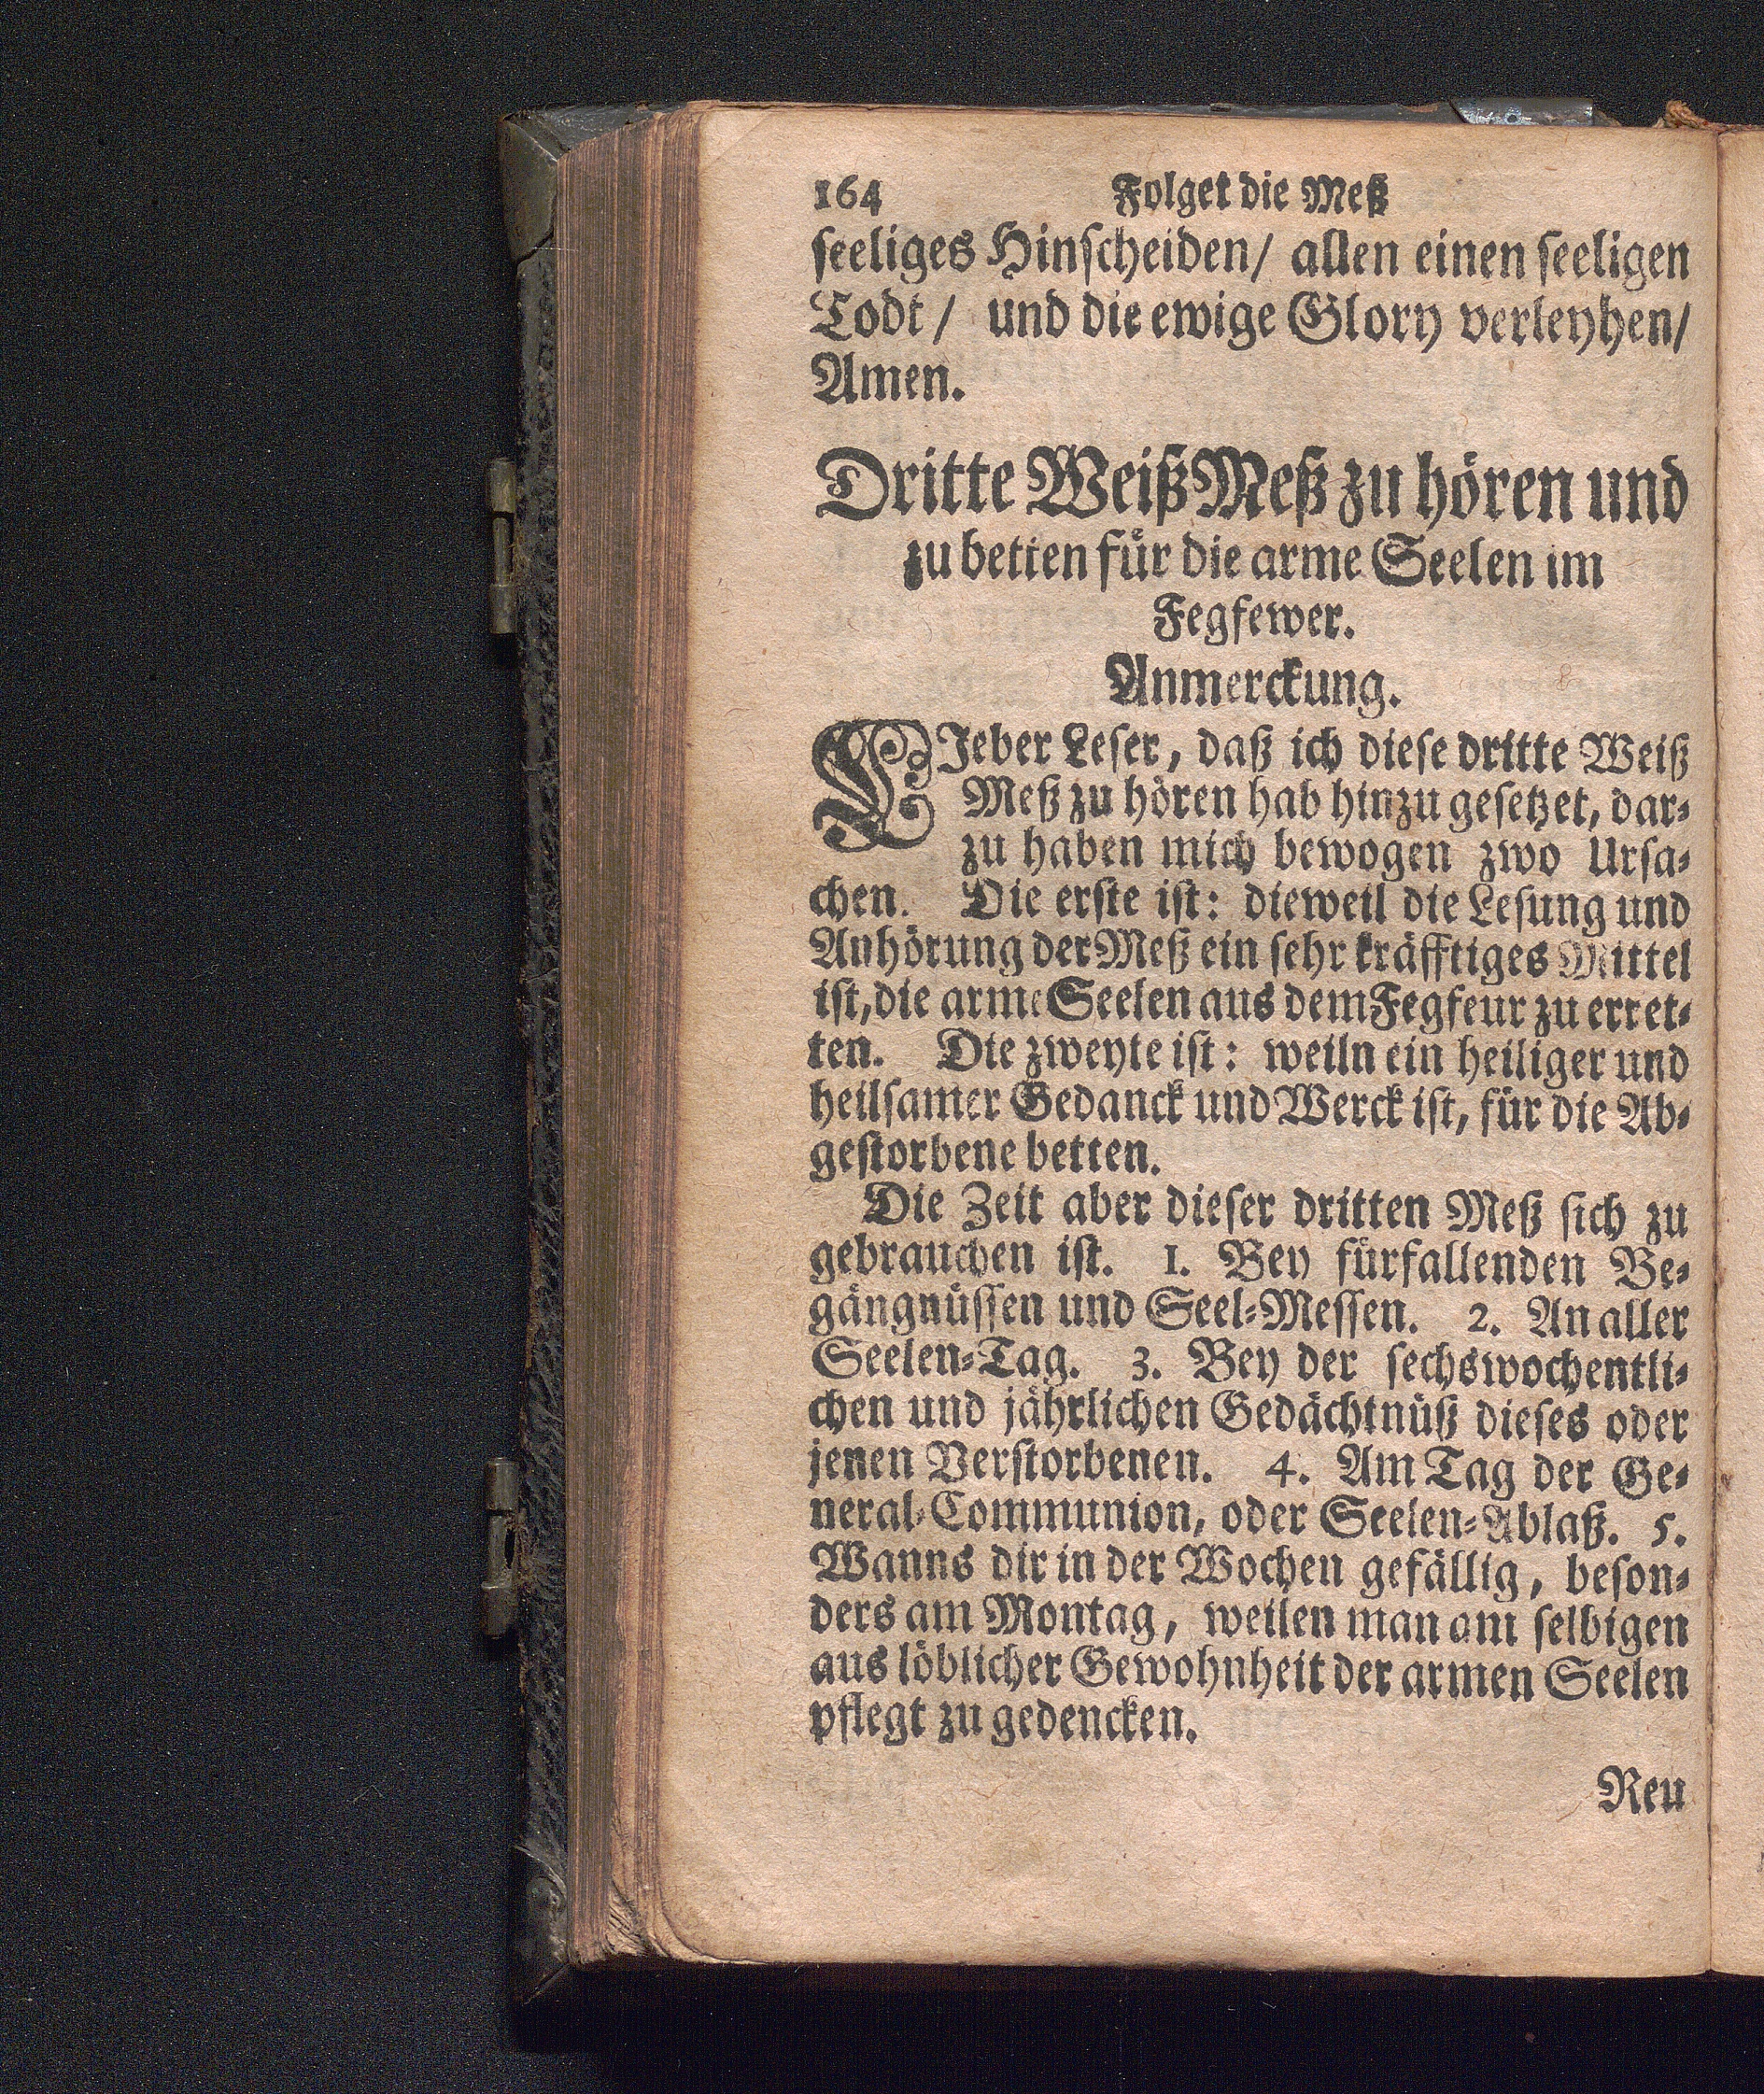 164 Folget die Meß
seeliges Hinscheiden/ allen einen seeligen
Todt/ und die ewige Glory verleyhen/
Amen.
Dritte Weiß Meß zu hören und
zu betten für die arme Seelen im
Fegfewer.
Anmerckung.
LIeber Leser, daß ich diese dritte Weiß
Meß zu hören hab hinzu gesetzet, dar-
zu haben mich bewogen zwo Ursa-
chen. Die erste ist: dieweil die Lesung und
Anhörung der Meß ein sehr kräfftiges Mittel
ist, die arme Seelen aus dem Fegfeur zu erret-
ten. Die zweyte ist: weiln ein heiliger und
heilsamer Gedanck und Werck ist, für die Ab-
gestorbene betten.
Die Zeit aber dieser dritten Meß sich zu
gebrauchen ist. 1. Bey fürfallenden Be-
gängnüssen und Seel-Messen. 2. An aller
Seelen-Tag. 3. Bey der sechswochentli-
chen und jährlichen Gedächtnüß dieses oder
jenen Verstorbenen. 4. Am Tag der Ge-
neral-Communion, oder Seelen-Ablaß. 5.
Wanns dir in der Wochen gefällig, beson-
ders am Montag, weilen man am selbigen
aus löblicher Gewohnheit der armen Seelen
pflegt zu gedencken.
Reu